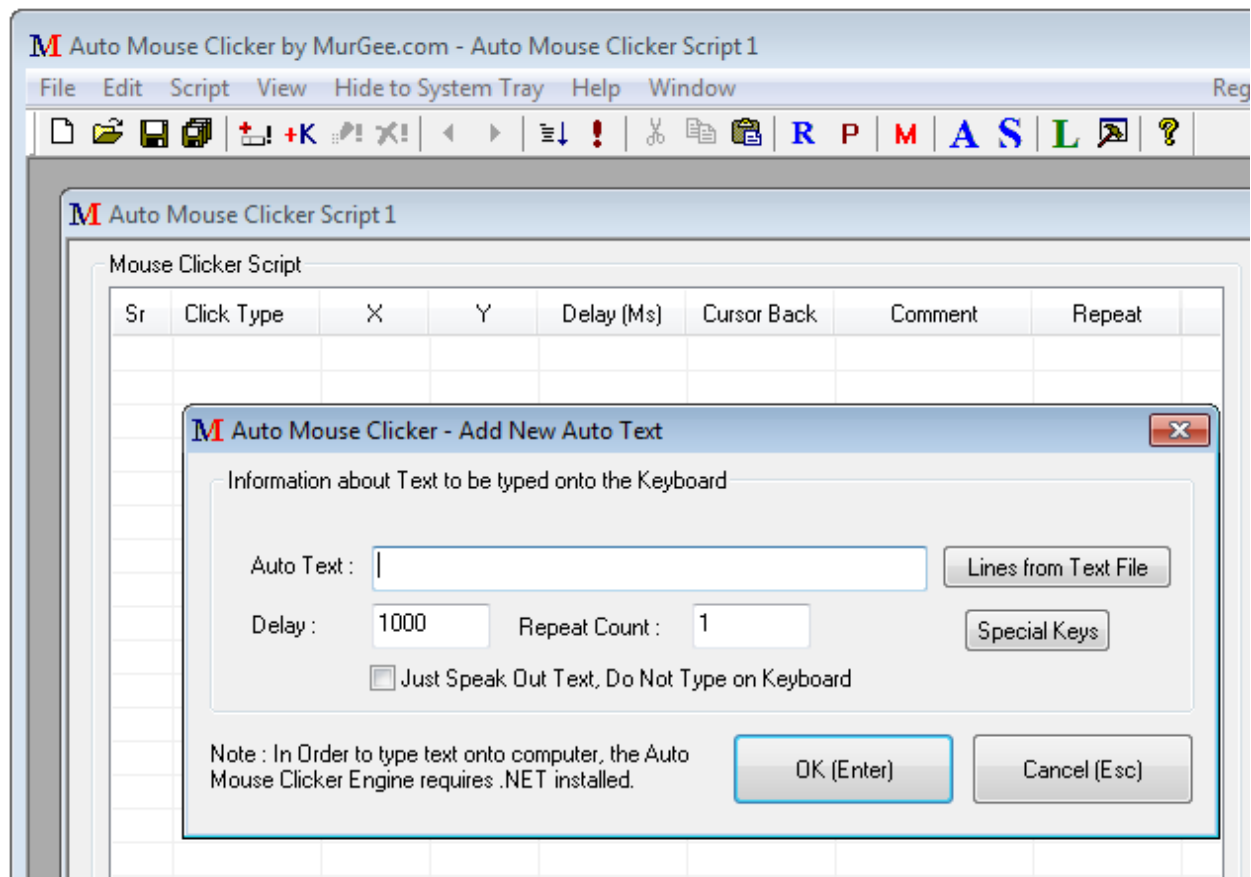 M Auto Mouse Clicker by MurGee.com - Auto Mouse Clicker Script 1
File Edit Script View Hide to System Tray Help Window Reg
+K R P M A S L ?
M Auto Mouse Clicker Script 1
Mouse Clicker Script
Sr Click Type X Y Delay (Ms) Cursor Back Comment Repeat
M Auto Mouse Clicker - Add New Auto Text
Information about Text to be typed onto the Keyboard
Auto Text : Lines from Text File
Delay : 1000 Repeat Count : 1 Special Keys
Just Speak Out Text, Do Not Type on Keyboard
Note : In Order to type text onto computer, the Auto
Mouse Clicker Engine requires .NET installed.
OK (Enter) Cancel (Esc)